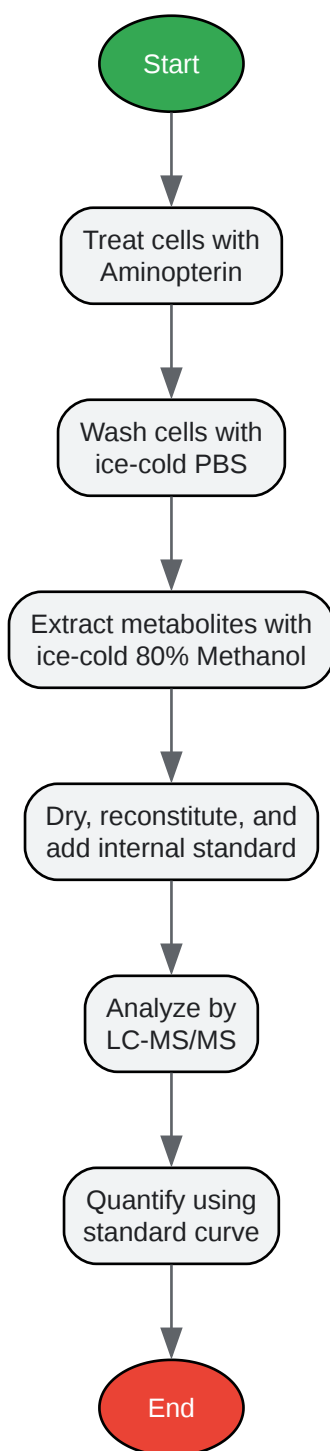 Start
Treat cells with
Aminopterin
Wash cells with
ice-cold PBS
Extract metabolites with
ice-cold 80% Methanol
Dry, reconstitute, and
add internal standard
Analyze by
LC-MS/MS
Quantify using
standard curve
End